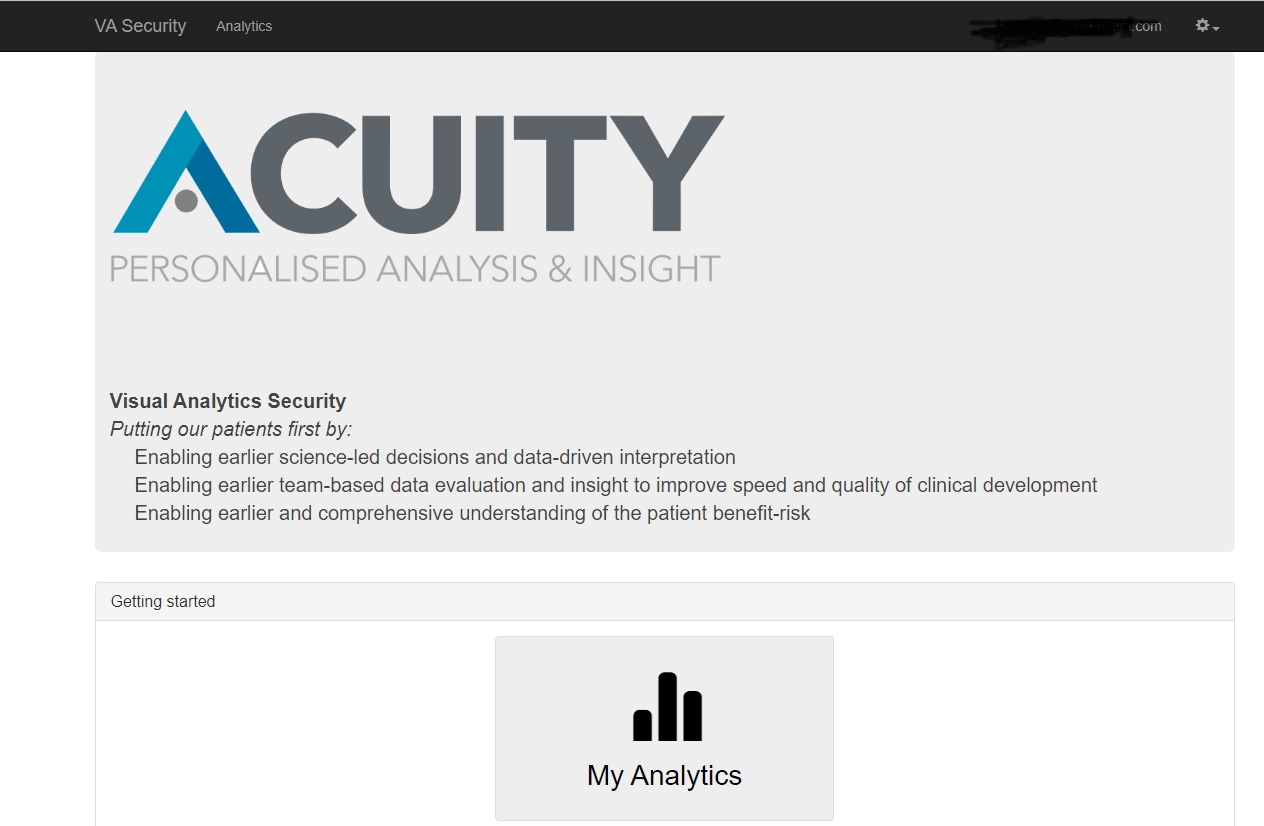 VA Security Analytics .com
ACUITY
PERSONALISED ANALYSIS & INSIGHT
Visual Analytics Security
Putting our patients first by:
Enabling earlier science-led decisions and data-driven interpretation
Enabling earlier team-based data evaluation and insight to improve speed and quality of clinical development
Enabling earlier and comprehensive understanding of the patient benefit-risk
Getting started
My Analytics